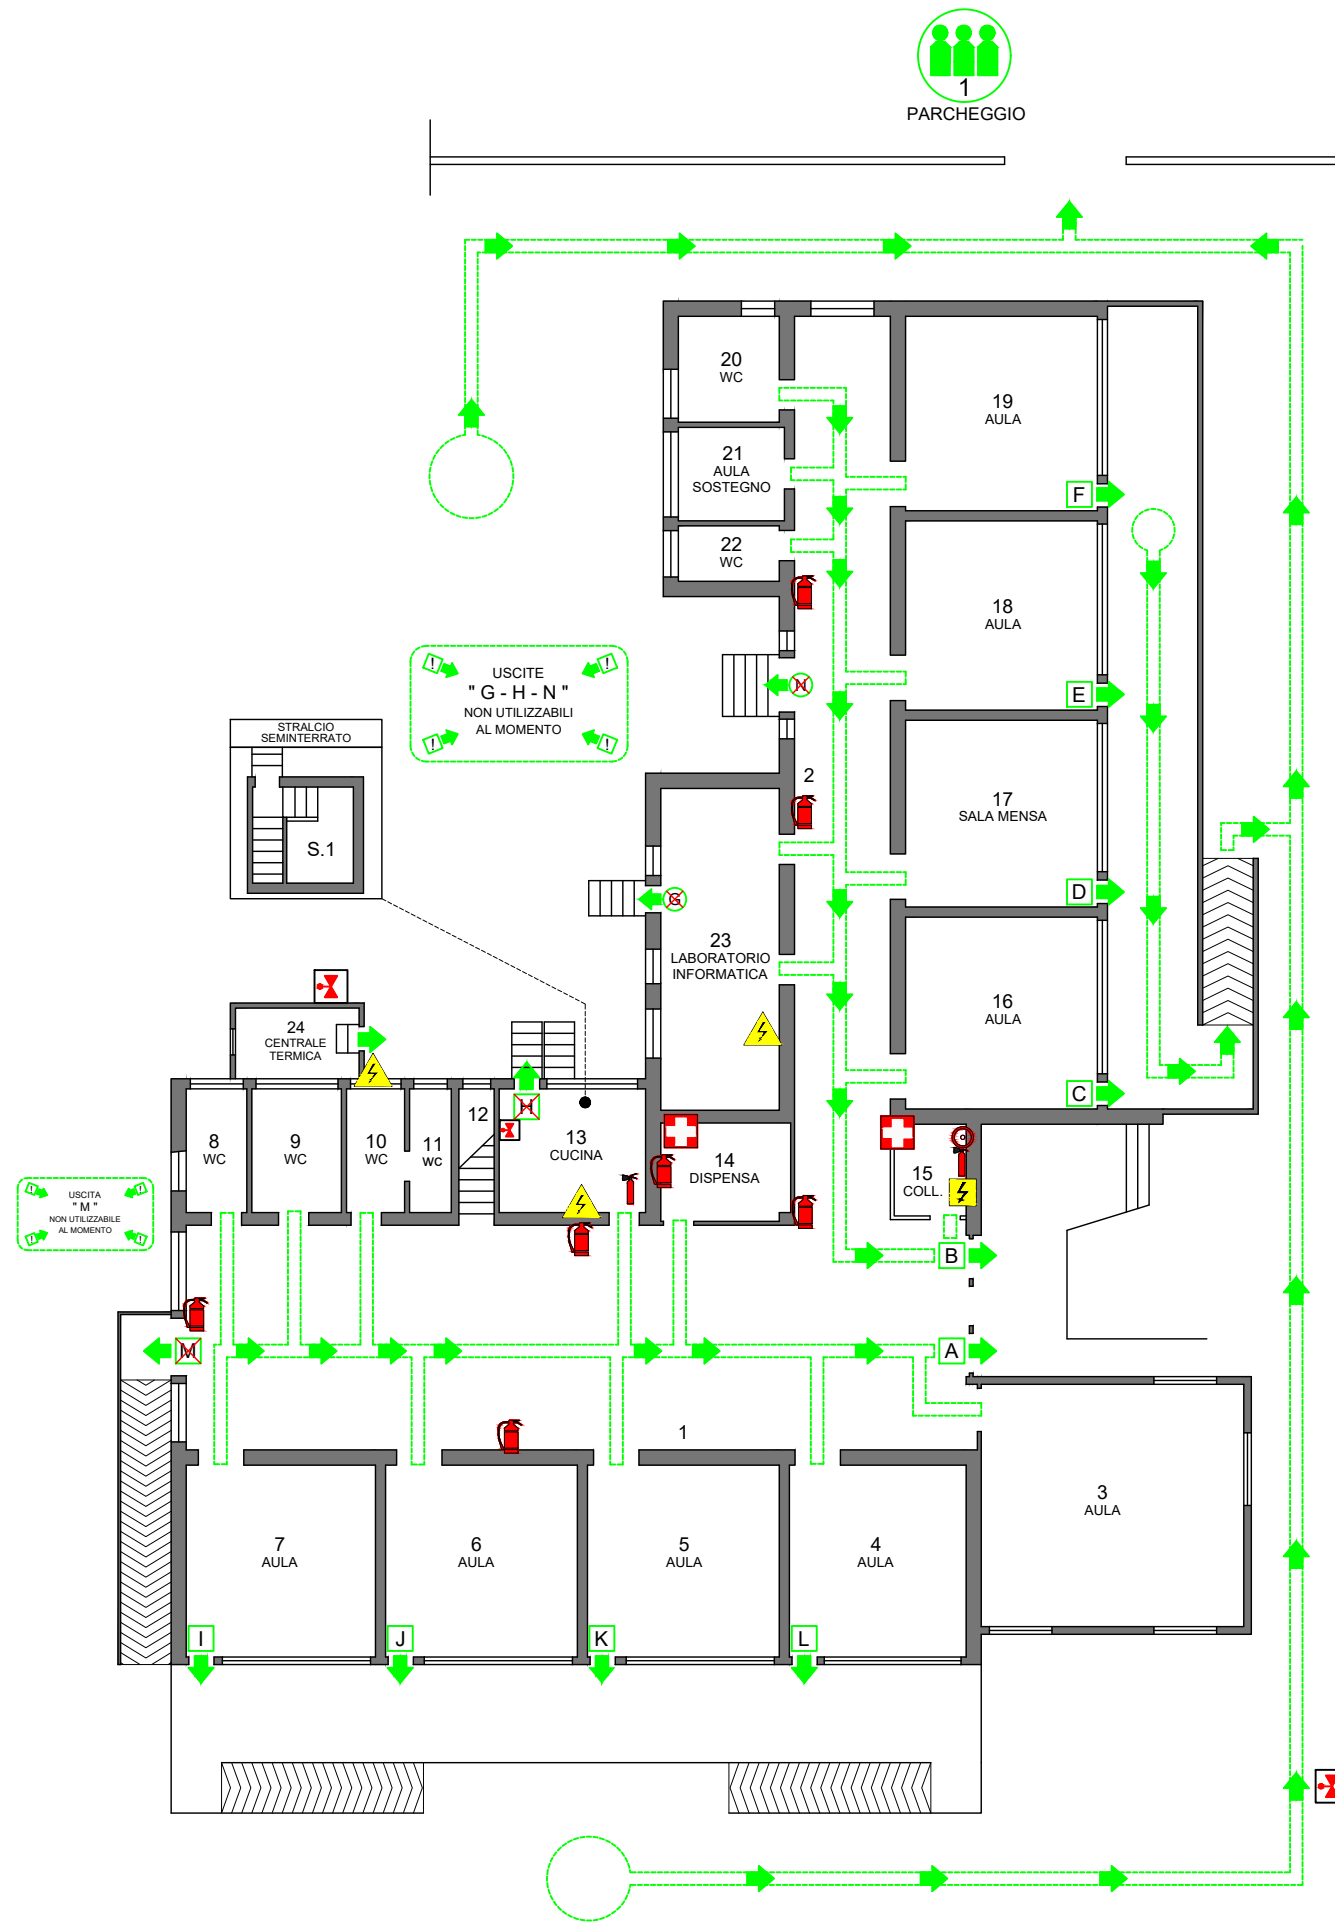 1
PARCHEGGIO
20
WC
19
AULA
21
AULA
SOSTEGNO
F
22
WC
18
AULA
!
!
USCITE
" G - H - N "
NON UTILIZZABILI
AL MOMENTO
!
!
N
E
STRALCIO
SEMINTERRATO
2
17
SALA MENSA
S.1
D
G
23
LABORATORIO
INFORMATICA
16
AULA
24
CENTRALE
TERMICA
C
H
12
8
WC
9
WC
10
WC
11
WC
13
CUCINA
14
DISPENSA
15
COLL.
!
!
USCITA
" M "
NON UTILIZZABILE
AL MOMENTO
!
!
B
M
A
1
3
AULA
7
AULA
6
AULA
5
AULA
4
AULA
I
J
K
L